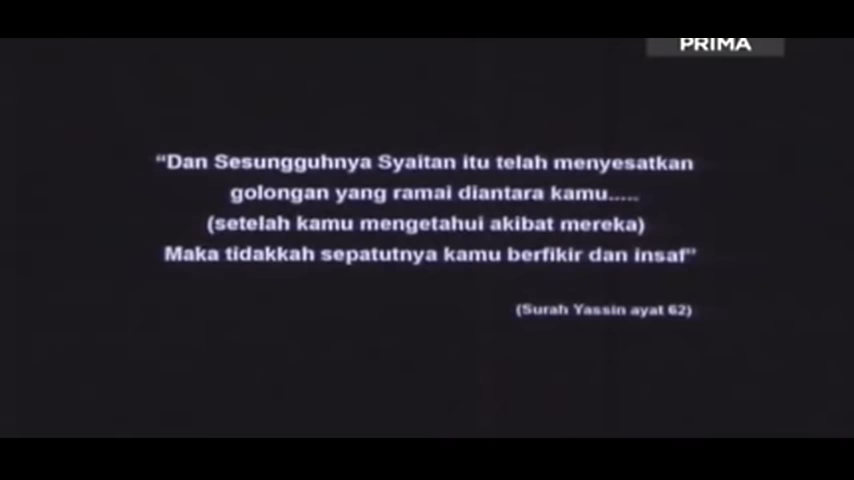 PRIMA
“Dan Sesungguhnya Syaitan itu telah menyesatkan
golongan yang ramai diantara kamu.....
(setelah kamu mengetahui akibat mereka)
Maka tidakkah sepatutnya kamu berfikir dan insaf”
(Surah Yassin ayat 62)